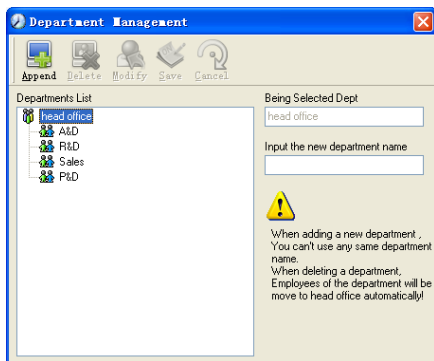 Department Management
Append Delete Modify Save Cancel
Departments List
head office
A&D
R&D
Sales
P&D
Being Selected Dept
head office
Input the new department name
When adding a new department ,
You can't use any same department
name.
When deleting a department,
Employees of the department will be
move to head office automatically!